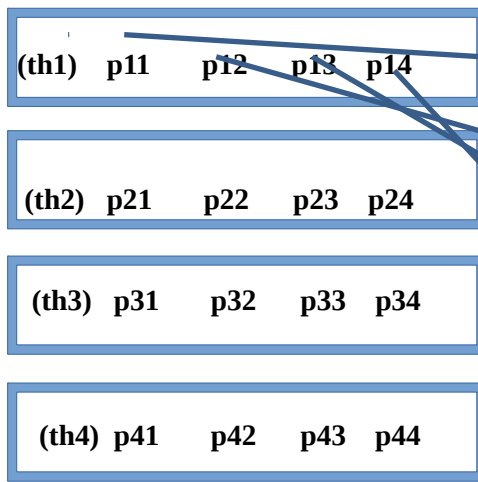 (th1) p11 p12 p13 p14
(th2) p21 p22 p23 p24
(th3) p31 p32 p33 p34
(th4) p41 p42 p43 p44